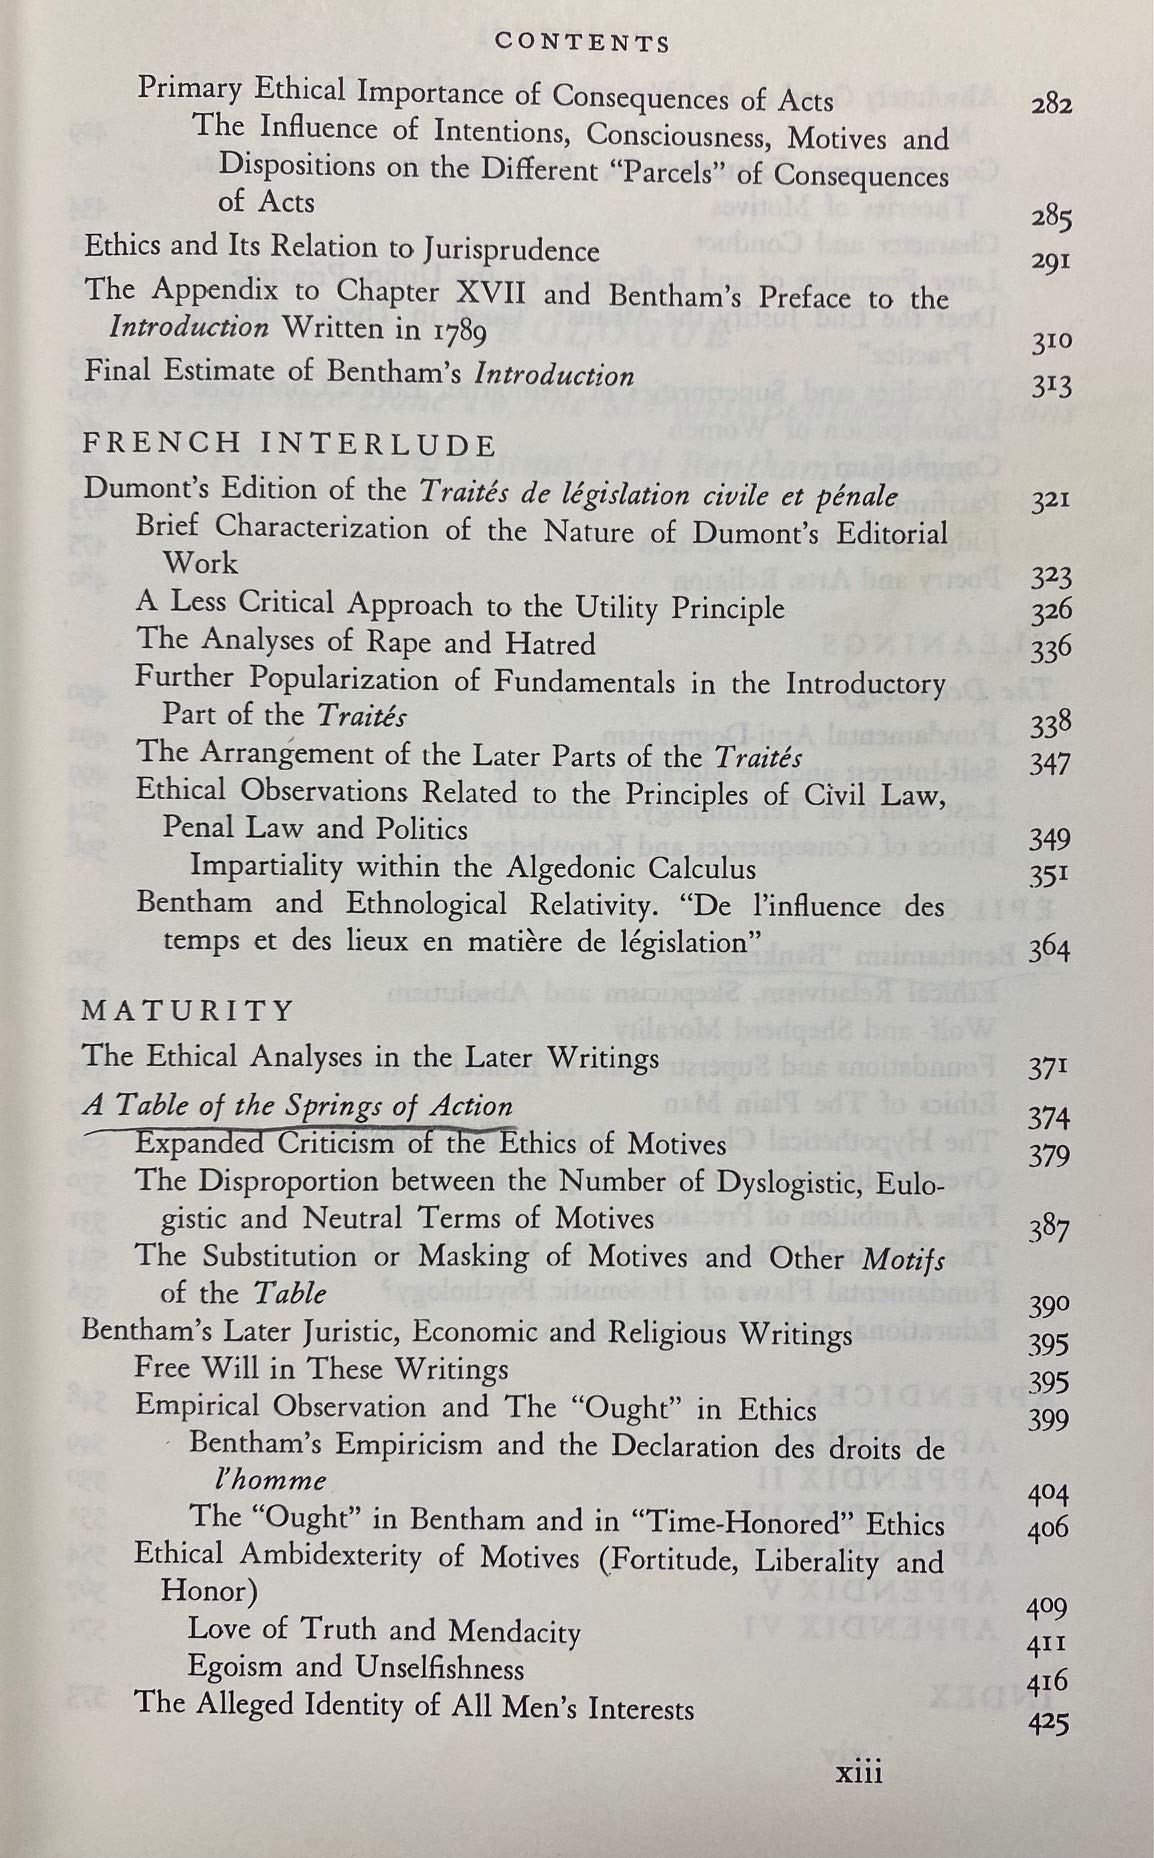 CONTENTS
Primary Ethical Importance of Consequences of Acts 282
The Influence of Intentions, Consciousness, Motives and
Dispositions on the Different “Parcels” of Consequences
of Acts 285
Ethics and Its Relation to Jurisprudence 291
The Appendix to Chapter XVII and Bentham’s Preface to the
Introduction Written in 1789 310
Final Estimate of Bentham’s Introduction 313
FRENCH INTERLUDE
Dumont’s Edition of the Traités de législation civile et pénale 321
Brief Characterization of the Nature of Dumont’s Editorial
Work 323
A Less Critical Approach to the Utility Principle 326
The Analyses of Rape and Hatred 336
Further Popularization of Fundamentals in the Introductory
Part of the Traités 338
The Arrangement of the Later Parts of the Traités 347
Ethical Observations Related to the Principles of Civil Law,
Penal Law and Politics 349
Impartiality within the Algedonic Calculus 351
Bentham and Ethnological Relativity. “De l’influence des
temps et des lieux en matière de législation” 364
MATURITY
The Ethical Analyses in the Later Writings 371
A Table of the Springs of Action 374
Expanded Criticism of the Ethics of Motives 379
The Disproportion between the Number of Dyslogistic, Eulo-
gistic and Neutral Terms of Motives 387
The Substitution or Masking of Motives and Other Motifs
of the Table 390
Bentham’s Later Juristic, Economic and Religious Writings 395
Free Will in These Writings 395
Empirical Observation and The “Ought” in Ethics 399
Bentham’s Empiricism and the Declaration des droits de
l’homme 404
The “Ought” in Bentham and in “Time-Honored” Ethics 406
Ethical Ambidexterity of Motives (Fortitude, Liberality and
Honor) 409
Love of Truth and Mendacity 411
Egoism and Unselfishness 416
The Alleged Identity of All Men’s Interests 425
xiii